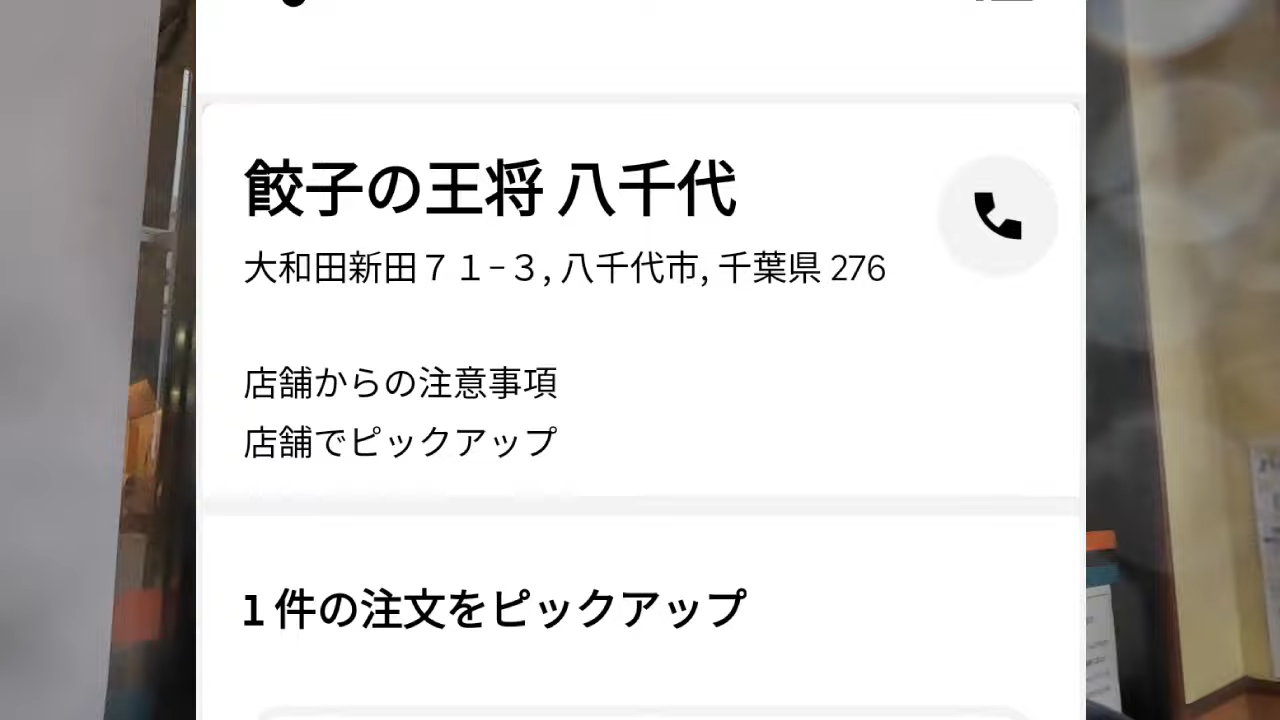 餃子の王将 八千代
大和田新田７１−３, 八千代市, 千葉県 276
店舗からの注意事項
店舗でピックアップ
1 件の注文をピックアップ